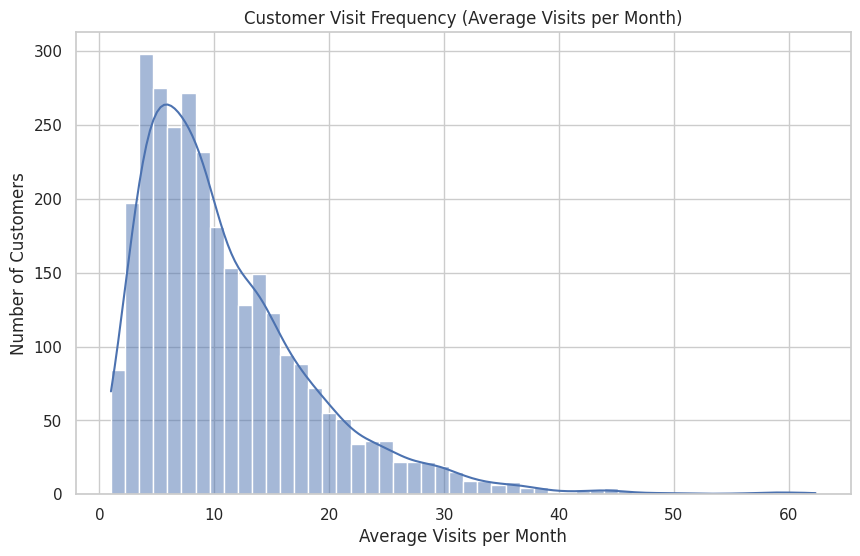 Customer Visit Frequency (Average Visits per Month)
300
250
200
150
100
50
0
Number of Customers
0 10 20 30 40 50 60
Average Visits per Month